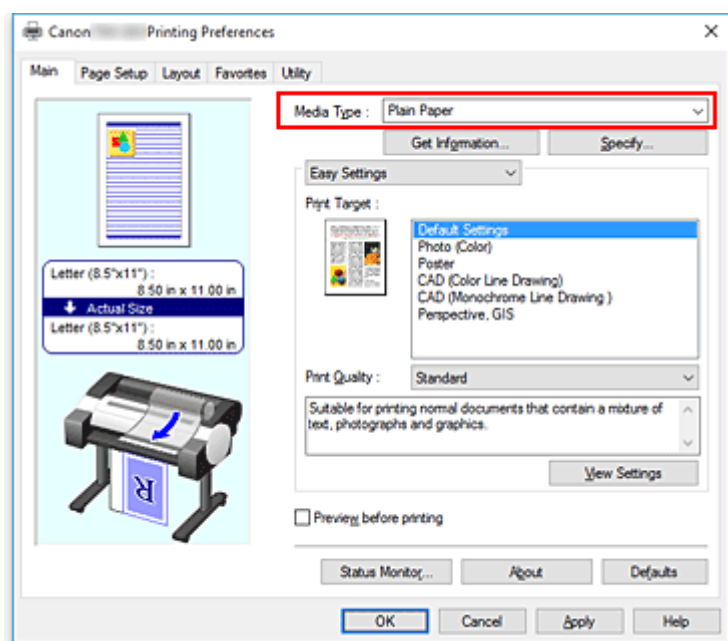 Canon Printing Preferences
Main Page Setup Layout Favorites Utility
Media Type : Plain Paper
Get Information... Specify...
Easy Settings
Print Target :
Default Settings
Photo (Color)
Poster
CAD (Color Line Drawing)
CAD (Monochrome Line Drawing )
Perspective, GIS
Letter (8.5"x11") :
8.50 in x 11.00 in
Actual Size
Letter (8.5"x11") :
8.50 in x 11.00 in
Print Quality : Standard
Suitable for printing normal documents that contain a mixture of
text, photographs and graphics.
View Settings
R
Preview before printing
Status Monitor... About Defaults
OK Cancel Apply Help